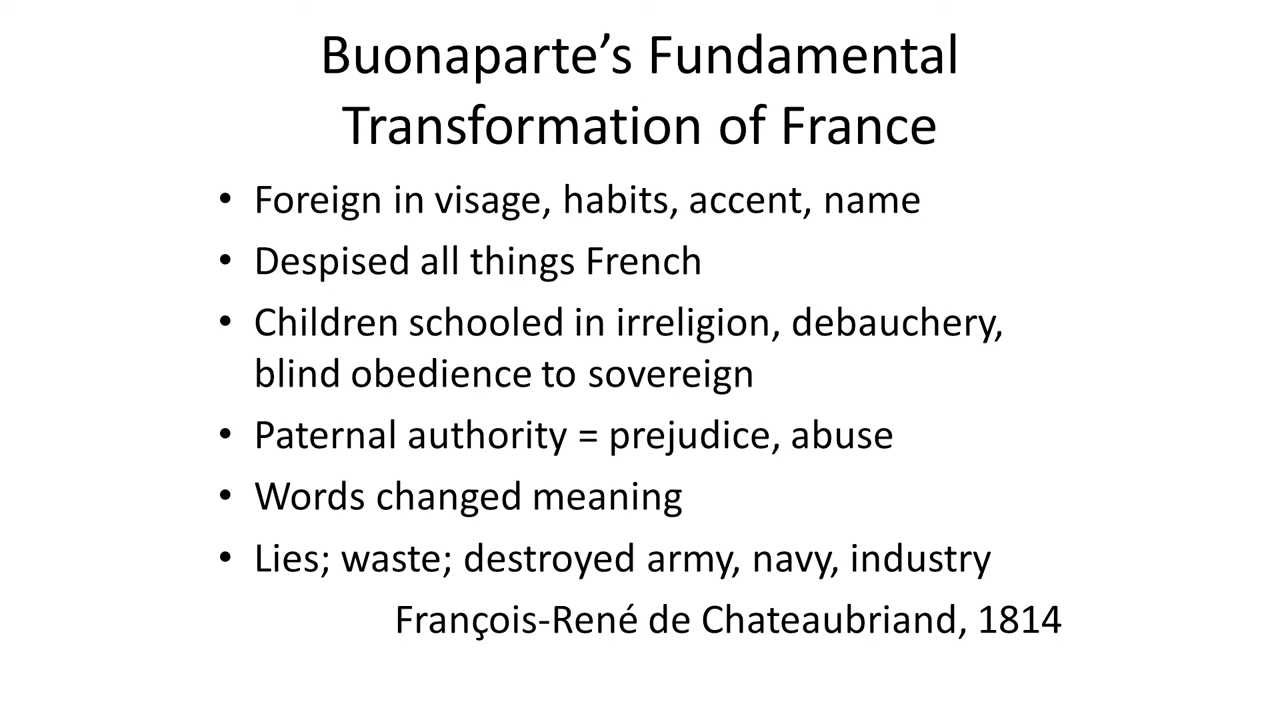 Buonaparte’s Fundamental
Transformation of France
• Foreign in visage, habits, accent, name
• Despised all things French
• Children schooled in irreligion, debauchery,
blind obedience to sovereign
• Paternal authority = prejudice, abuse
• Words changed meaning
• Lies; waste; destroyed army, navy, industry
François-René de Chateaubriand, 1814